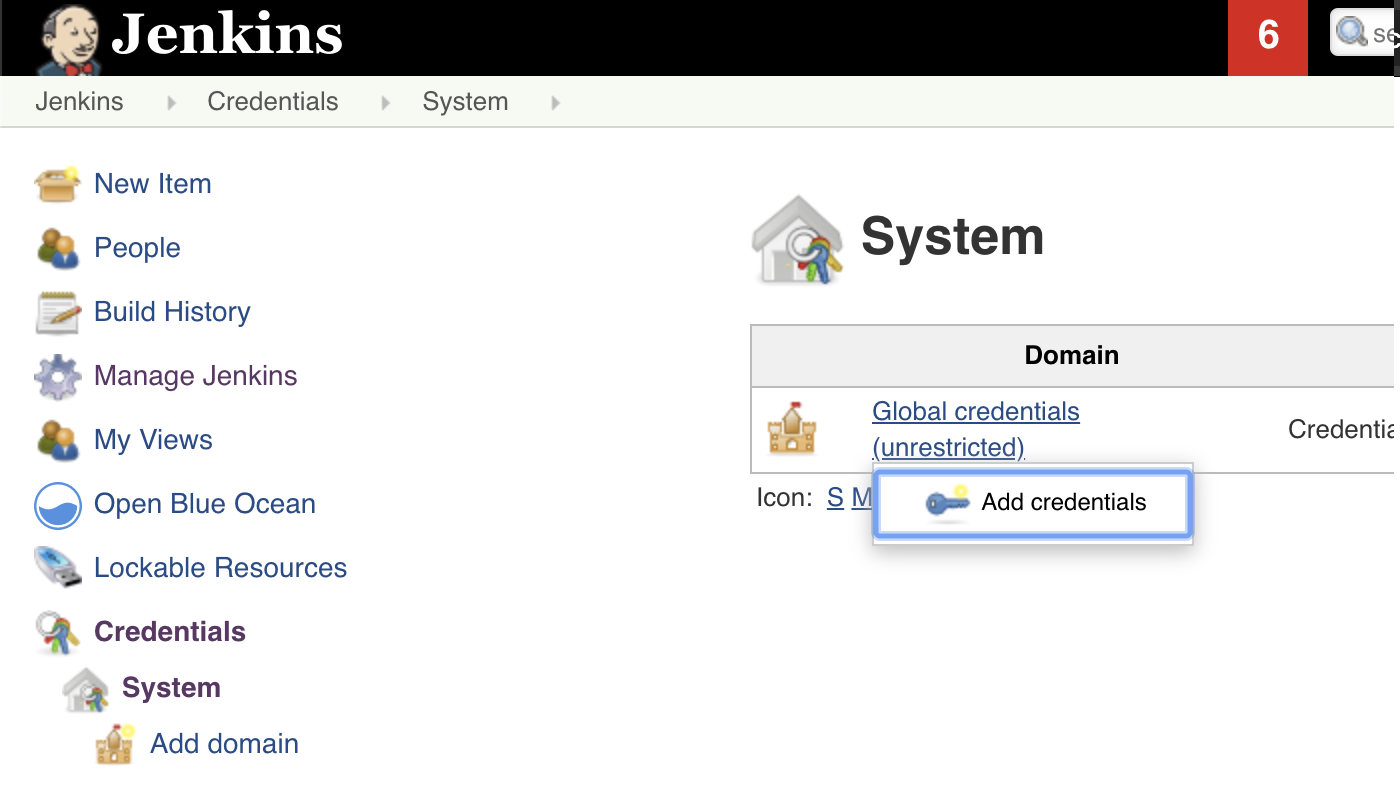 Jenkins
6
se
Jenkins
Credentials
System
New Item
People
Build History
Manage Jenkins
My Views
Open Blue Ocean
Lockable Resources
Credentials
System
Add domain
System
Domain
Global credentials
(unrestricted)
Credentia
Icon: S M
Add credentials